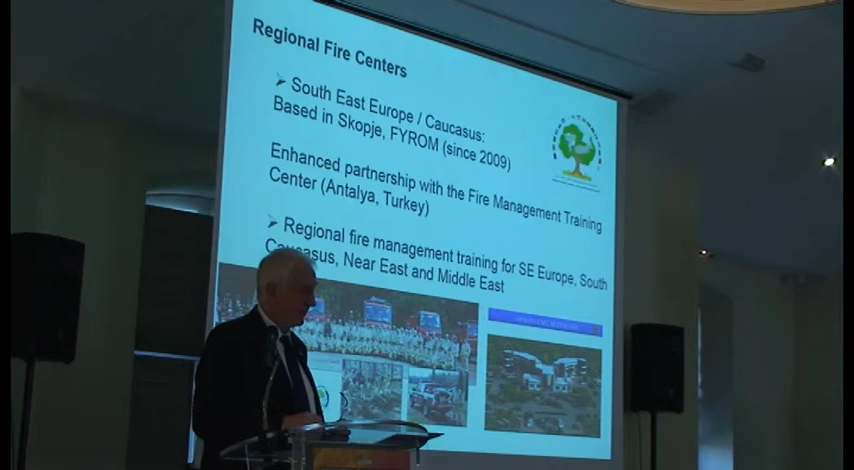 Regional Fire Centers
➢ South East Europe / Caucasus:
Based in Skopje, FYROM (since 2009)
Enhanced partnership with the Fire Management Training
Center (Antalya, Turkey)
➢ Regional fire management training for SE Europe, South
Caucasus, Near East and Middle East